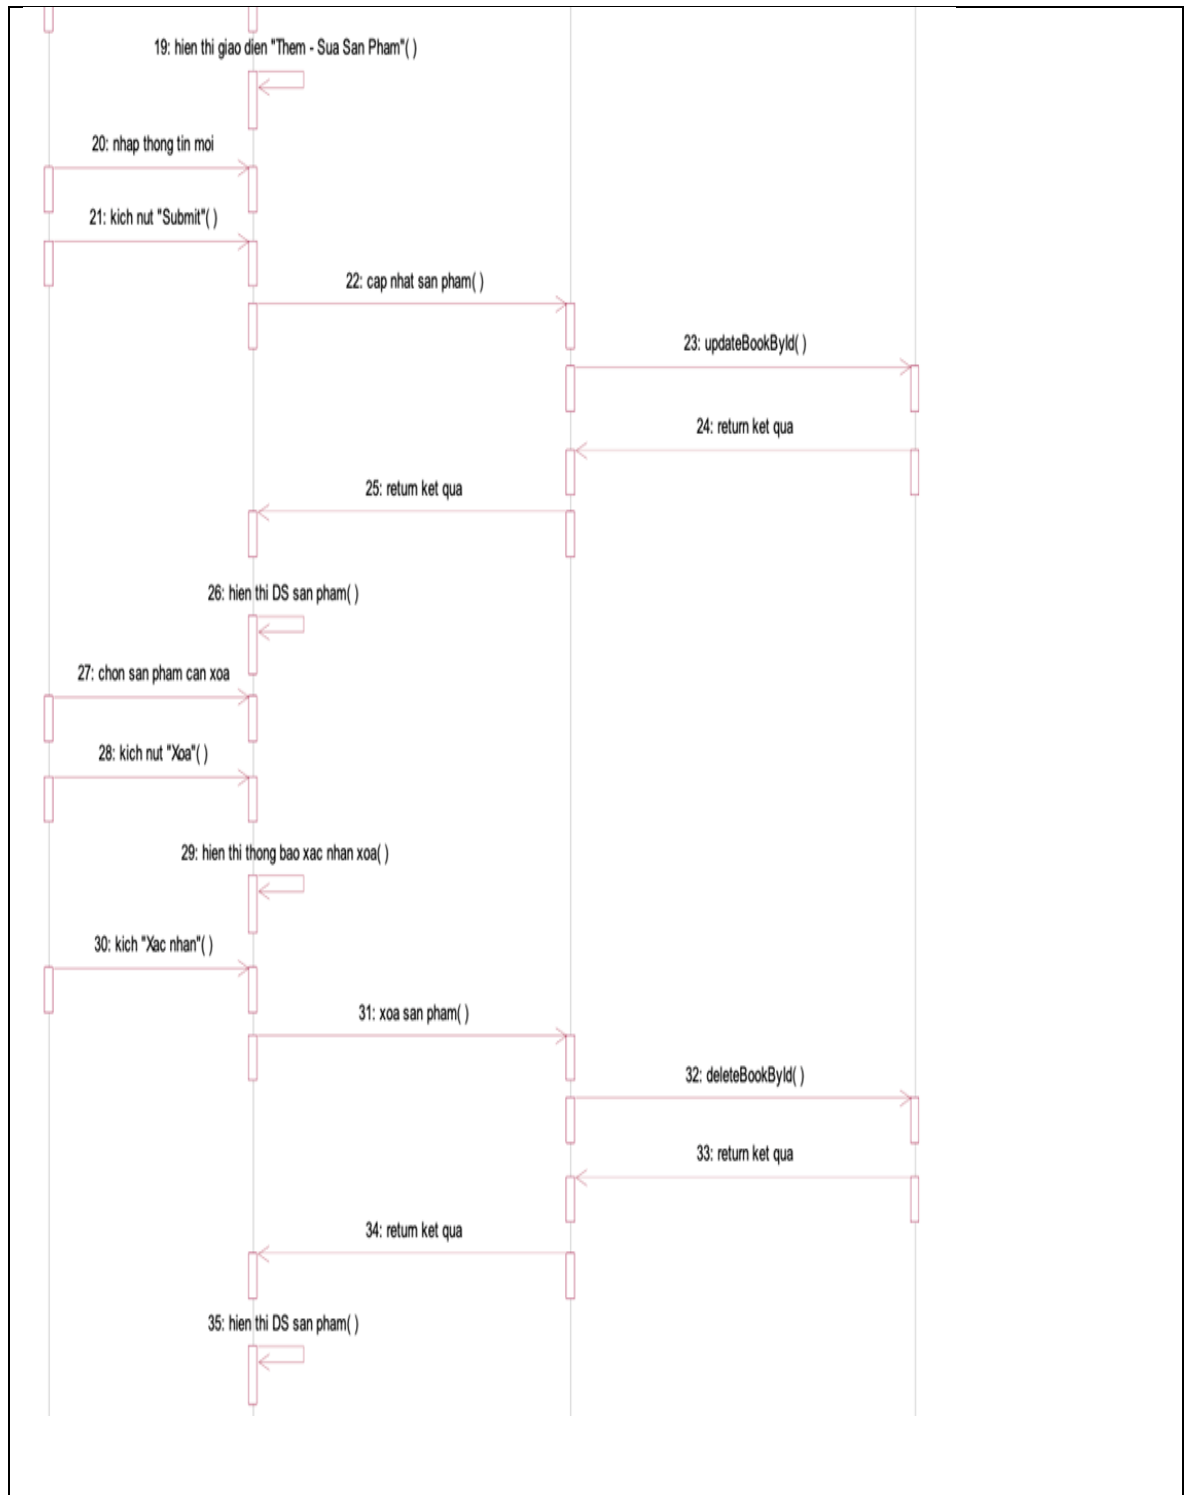 19: hien thi giao dien "Them - Sua San Pham"( )
20: nhap thong tin moi
21: kich nut "Submit"( )
22: cap nhat san pham( )
23: updateBookById( )
24: return ket qua
25: return ket qua
26: hien thi DS san pham( )
27: chon san pham can xoa
28: kich nut "Xoa"( )
29: hien thi thong bao xac nhan xoa( )
30: kich "Xac nhan"( )
31: xoa san pham( )
32: deleteBookById( )
33: return ket qua
34: return ket qua
35: hien thi DS san pham( )